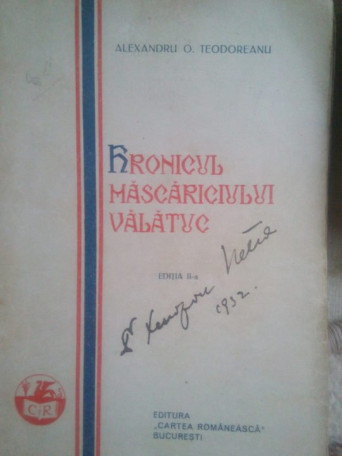 ALEXANDRU O. TEODOREANU
HRONICUL
MĂSCĂRICIULUI
VĂLĂTUC
EDIȚIA II-a
1932.
C R
EDITURA
„CARTEA ROMÂNEASCĂ”
BUCUREȘTI